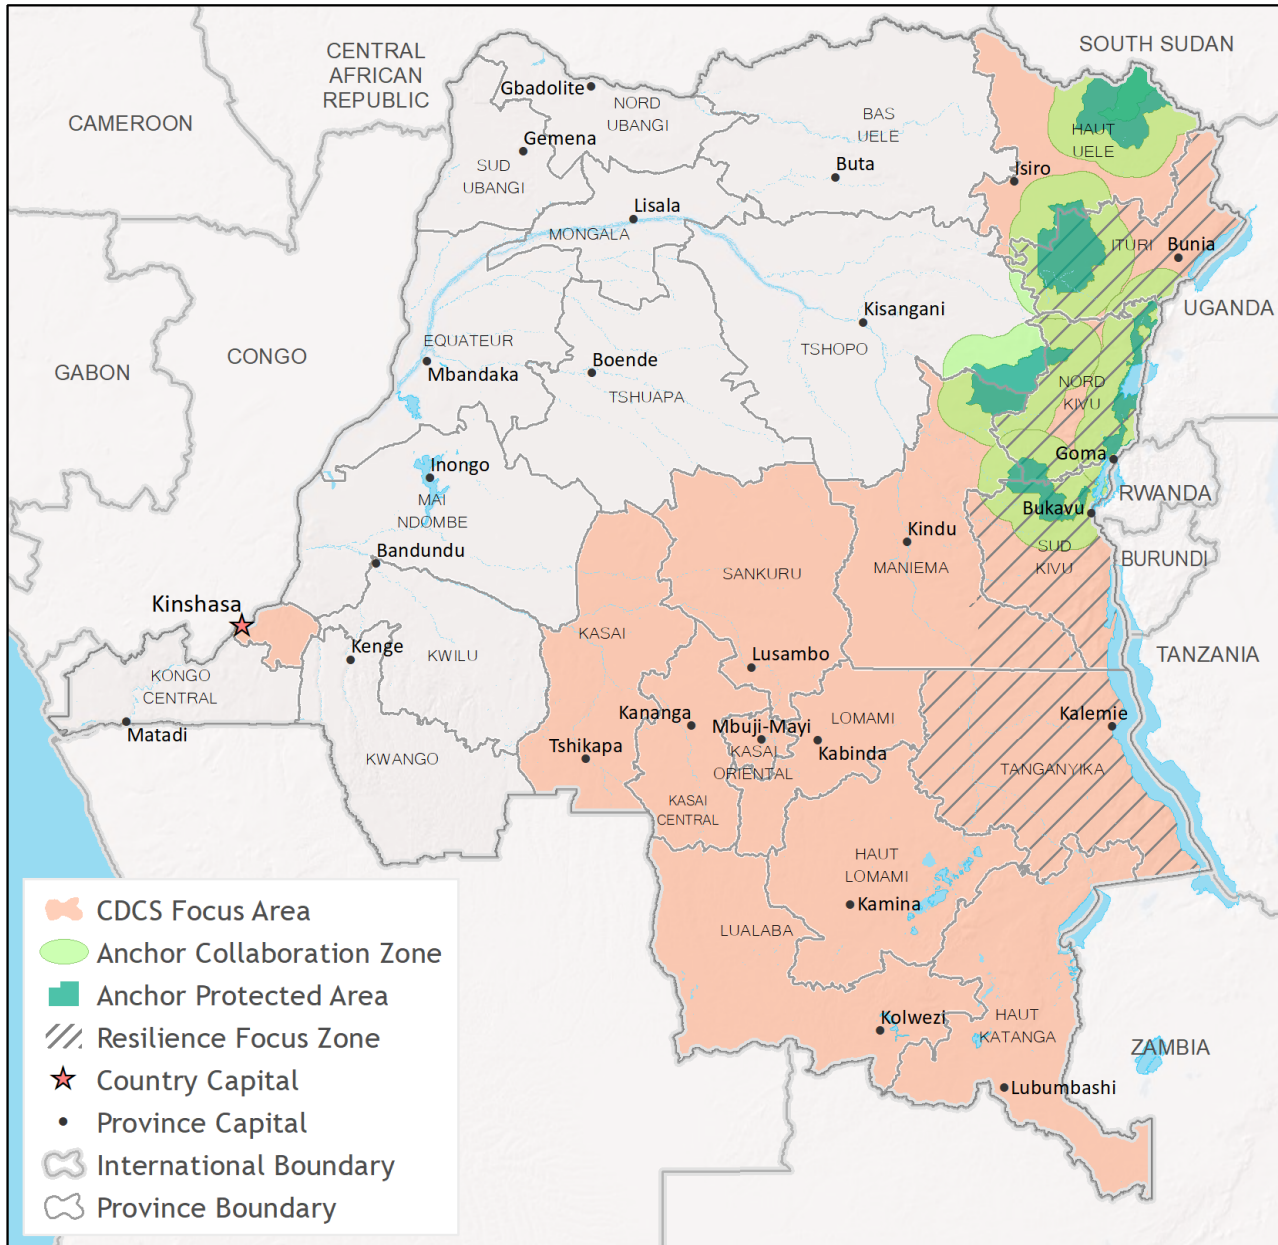 SOUTH SUDAN
CENTRAL
AFRICAN
REPUBLIC
CAMEROON
Gbadolite
NORD
UBANGI
BAS
UELE
HAUT
UELE
Gemena
SUD
UBANGI
Buta
Isiro
Lisala
MONGALA
ITURI
Bunia
UGANDA
Kisangani
TSHOPO
EQUATEUR
Mbandaka
Boende
TSHUAPA
CONGO
GABON
NORD
KIVU
Goma
RWANDA
Inongo
MAI
NDOMBE
Bukavu
SUD
KIVU
BURUNDI
Bandundu
Kindu
MANIEMA
SANKURU
Kinshasa
KASAI
Kenge
KWILU
Lusambo
TANZANIA
KONGO
CENTRAL
Matadi
Kananga
Mbuji-Mayi
LOMAMI
Kalemie
Tshikapa
KASAI
ORIENTAL
Kabinda
KWANGO
TANGANYIKA
KASAI
CENTRAL
HAUT
LOMAMI
Kamina
LUALABA
Kolwezi
HAUT
KATANGA
ZAMBIA
Lubumbashi
CDCS Focus Area
Anchor Collaboration Zone
Anchor Protected Area
Resilience Focus Zone
Country Capital
Province Capital
International Boundary
Province Boundary